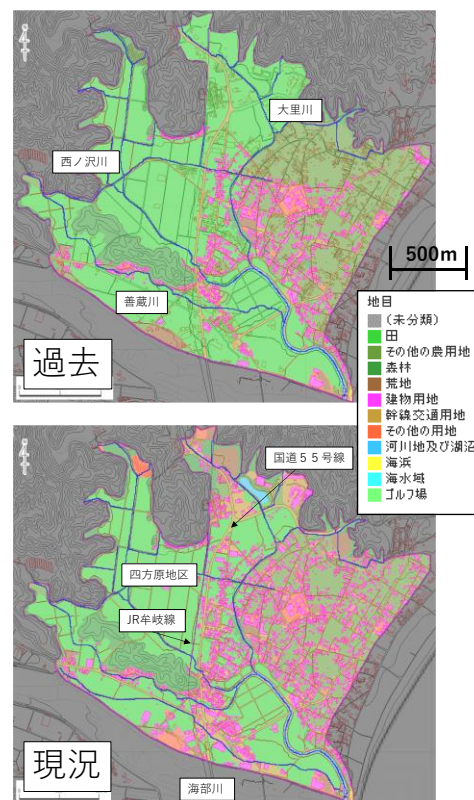 大里川
西ノ沢川
500m
善蔵川
地目
(未分類)
田
その他の農用地
森林
荒地
建物用地
幹線交通用地
その他の用地
河川地及び湖沼
海浜
海水域
ゴルフ場
過去
国道55号線
四方原地区
JR牟岐線
現況
海部川